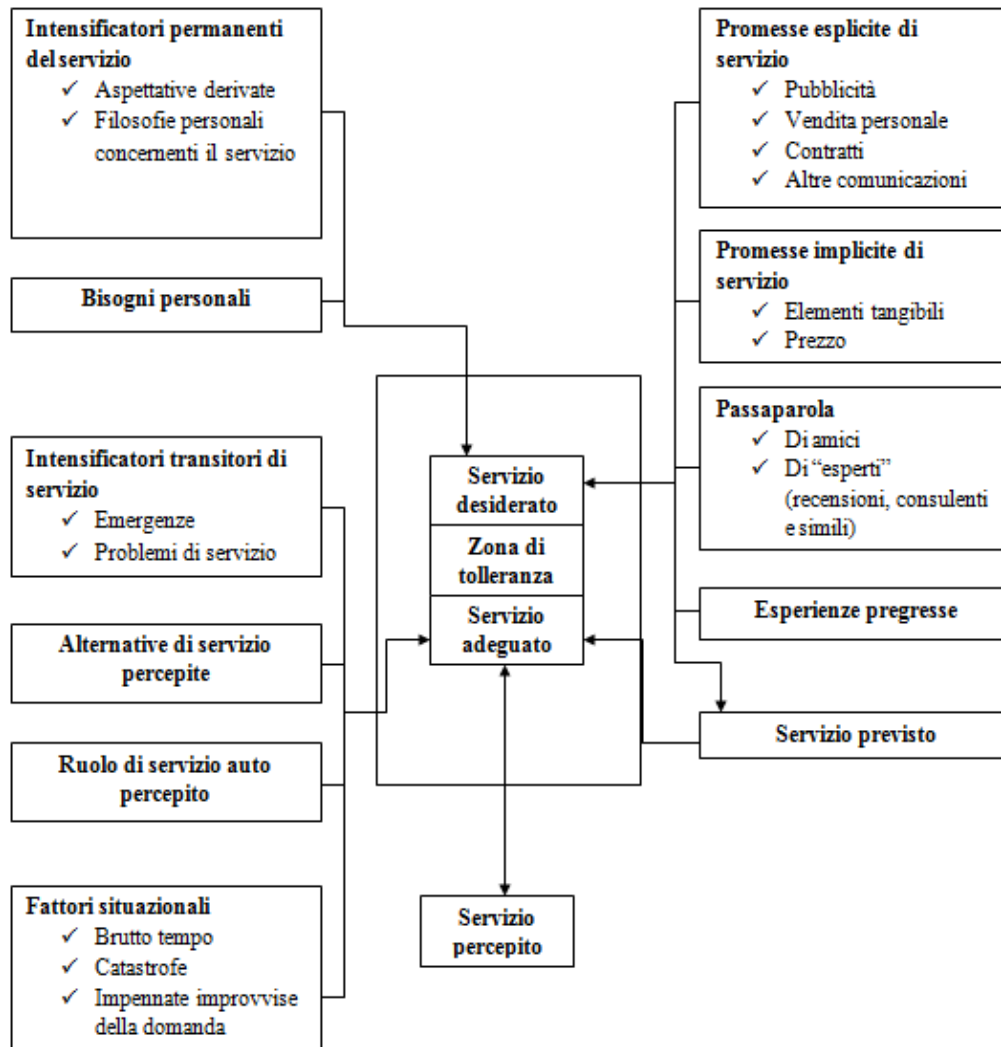 Intensificatori permanenti
del servizio
✓ Aspettative derivate
✓ Filosofie personali
concernenti il servizio
Bisogni personali
Intensificatori transitori di
servizio
✓ Emergenze
✓ Problemi di servizio
Alternative di servizio
percepite
Ruolo di servizio auto
percepito
Fattori situazionali
✓ Brutto tempo
✓ Catastrofe
✓ Impennate improvvise
della domanda
Servizio
desiderato
Zona di
tolleranza
Servizio
adeguato
Servizio
percepito
Promesse esplicite di
servizio
✓ Pubblicità
✓ Vendita personale
✓ Contratti
✓ Altre comunicazioni
Promesse implicite di
servizio
✓ Elementi tangibili
✓ Prezzo
Passaparola
✓ Di amici
✓ Di “esperti”
(recensioni, consulenti
e simili)
Esperienze pregresse
Servizio previsto